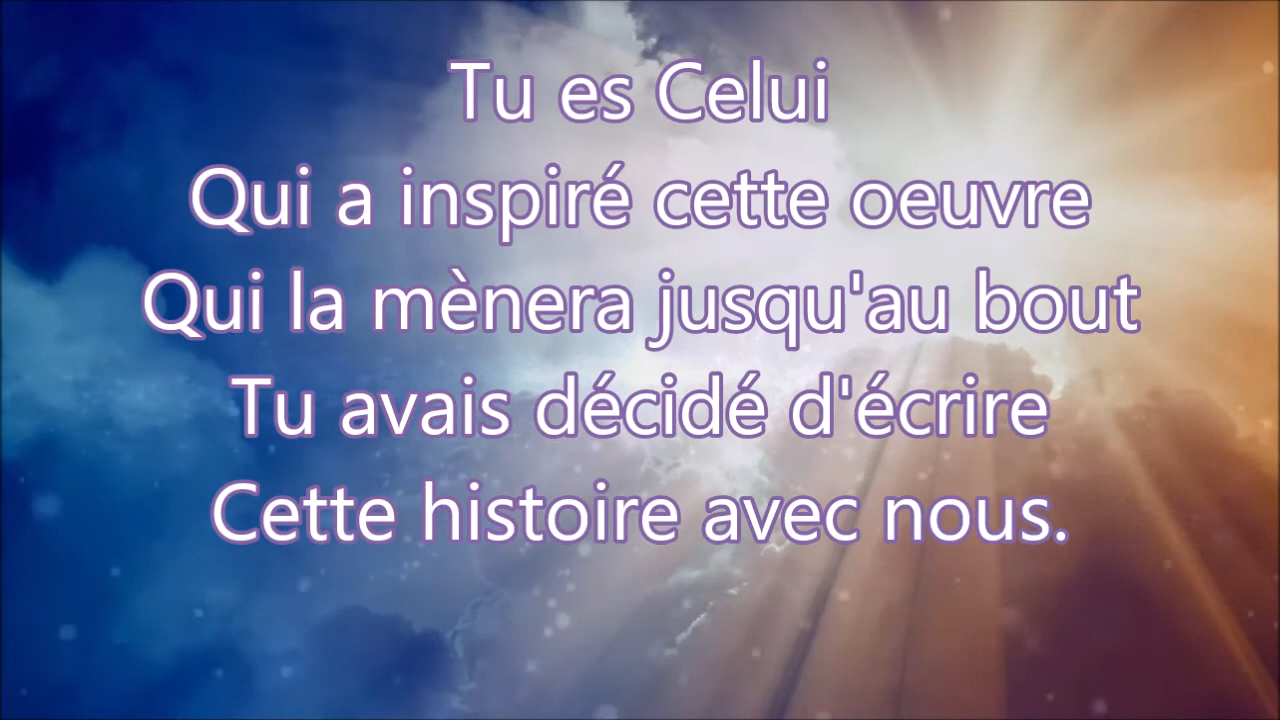 Tu es Celui
Qui a inspiré cette oeuvre
Qui la mènera jusqu'au bout
Tu avais décidé d'écrire
Cette histoire avec nous.